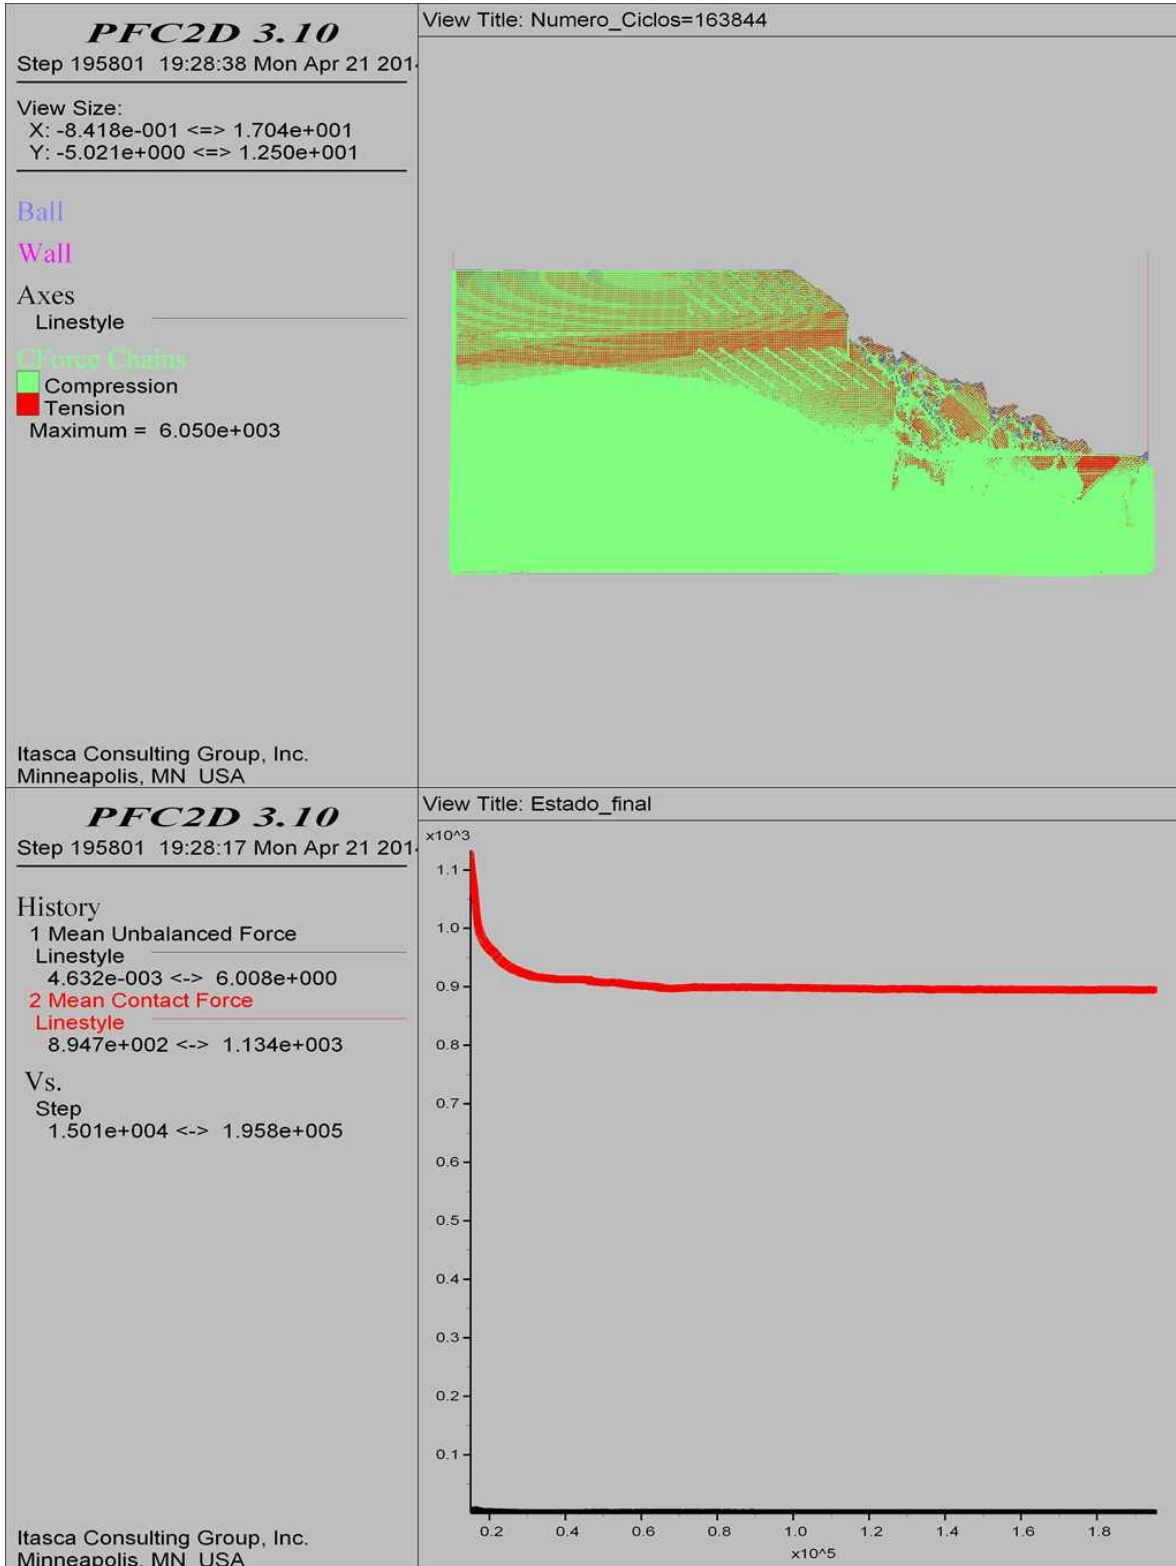 PFC2D 3.10
Step 195801 19:28:38 Mon Apr 21 201
View Size:
X: -8.418e-001 <=> 1.704e+001
Y: -5.021e+000 <=> 1.250e+001
Ball
Wall
Axes
Linestyle
CForce Chains
Compression
Tension
Maximum = 6.050e+003
Itasca Consulting Group, Inc.
Minneapolis, MN USA
View Title: Numero_Ciclos=163844
PFC2D 3.10
Step 195801 19:28:17 Mon Apr 21 201
History
1 Mean Unbalanced Force
Linestyle
4.632e-003 <-> 6.008e+000
2 Mean Contact Force
Linestyle
8.947e+002 <-> 1.134e+003
Vs.
Step
1.501e+004 <-> 1.958e+005
Itasca Consulting Group, Inc.
Minneapolis, MN USA
View Title: Estado_final
x10^3
1.1
1.0
0.9
0.8
0.7
0.6
0.5
0.4
0.3
0.2
0.1
0.2 0.4 0.6 0.8 1.0 1.2 1.4 1.6 1.8
x10^5